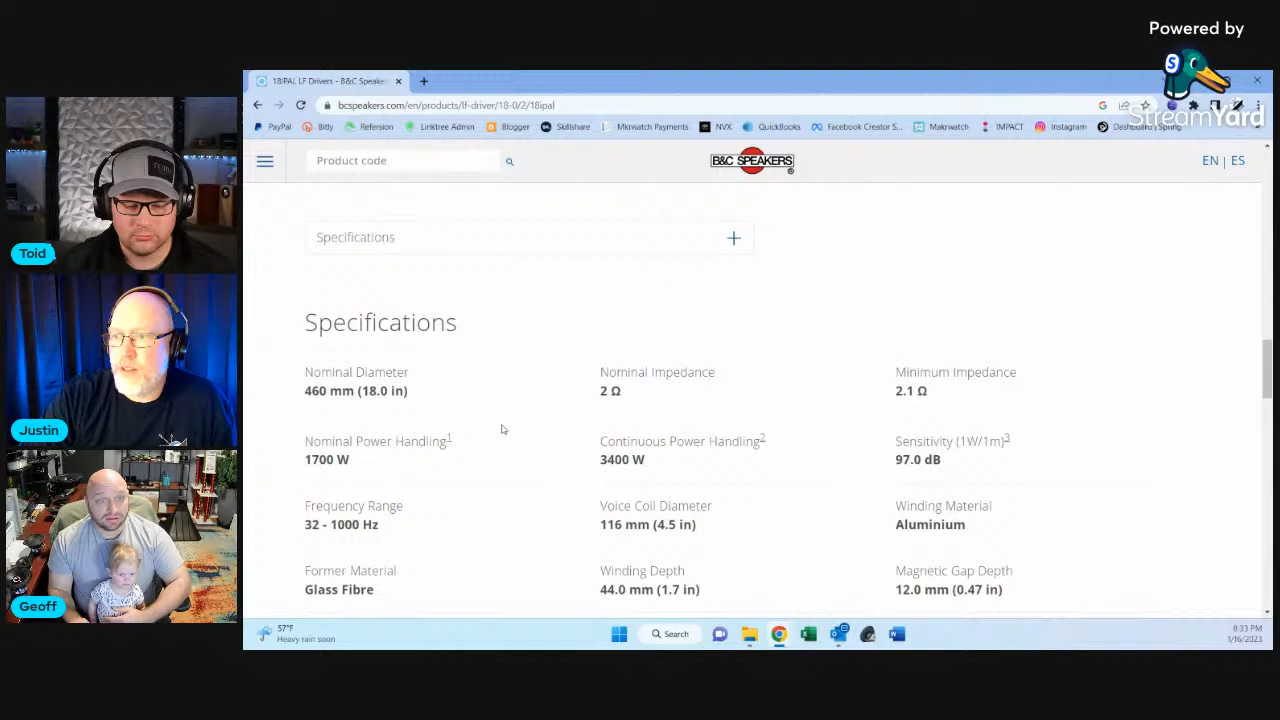 Powered by
StreamYard
18IPAL LF Drivers - B&C Speaker
bcspeakers.com/en/products/lf-driver/18-0/2/18ipal
PayPal Bitty Refersion Linktree Admin Blogger Skillshare Mkrwatch Payments NVX QuickBooks Facebook Creator S... Makrwatch IMPACT Instagram Dashboard | Spring
Product code
B&C SPEAKERS
EN | ES
Specifications
Specifications
Nominal Diameter
460 mm (18.0 in)
Nominal Impedance
2 Ω
Minimum Impedance
2.1 Ω
Nominal Power Handling1
1700 W
Continuous Power Handling2
3400 W
Sensitivity (1W/1m)3
97.0 dB
Frequency Range
32 - 1000 Hz
Voice Coil Diameter
116 mm (4.5 in)
Winding Material
Aluminium
Former Material
Glass Fibre
Winding Depth
44.0 mm (1.7 in)
Magnetic Gap Depth
12.0 mm (0.47 in)
57°F
Heavy rain soon
Search
8:33 PM
1/16/2023
Toid
Justin
Geoff